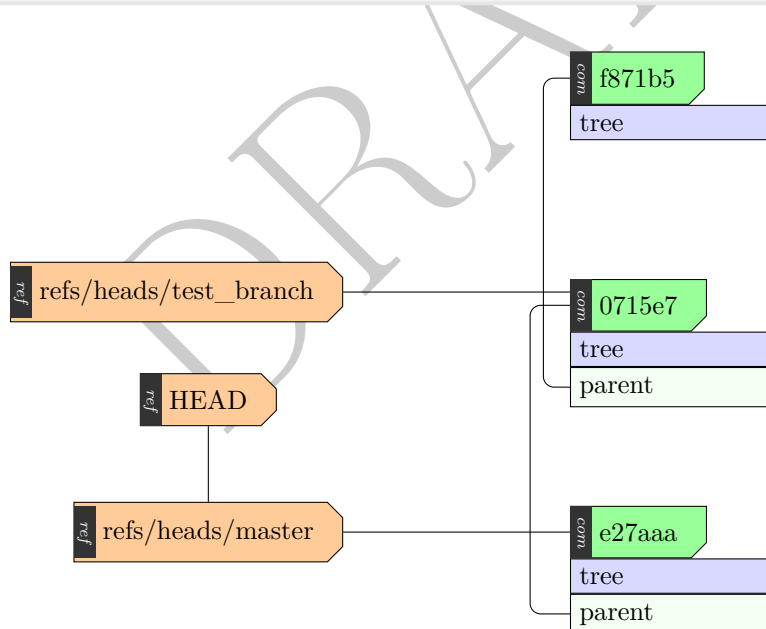 DRA
com f871b5
tree
ref refs/heads/test_branch
com 0715e7
tree
ref HEAD
parent
ref refs/heads/master
com e27aaa
tree
parent